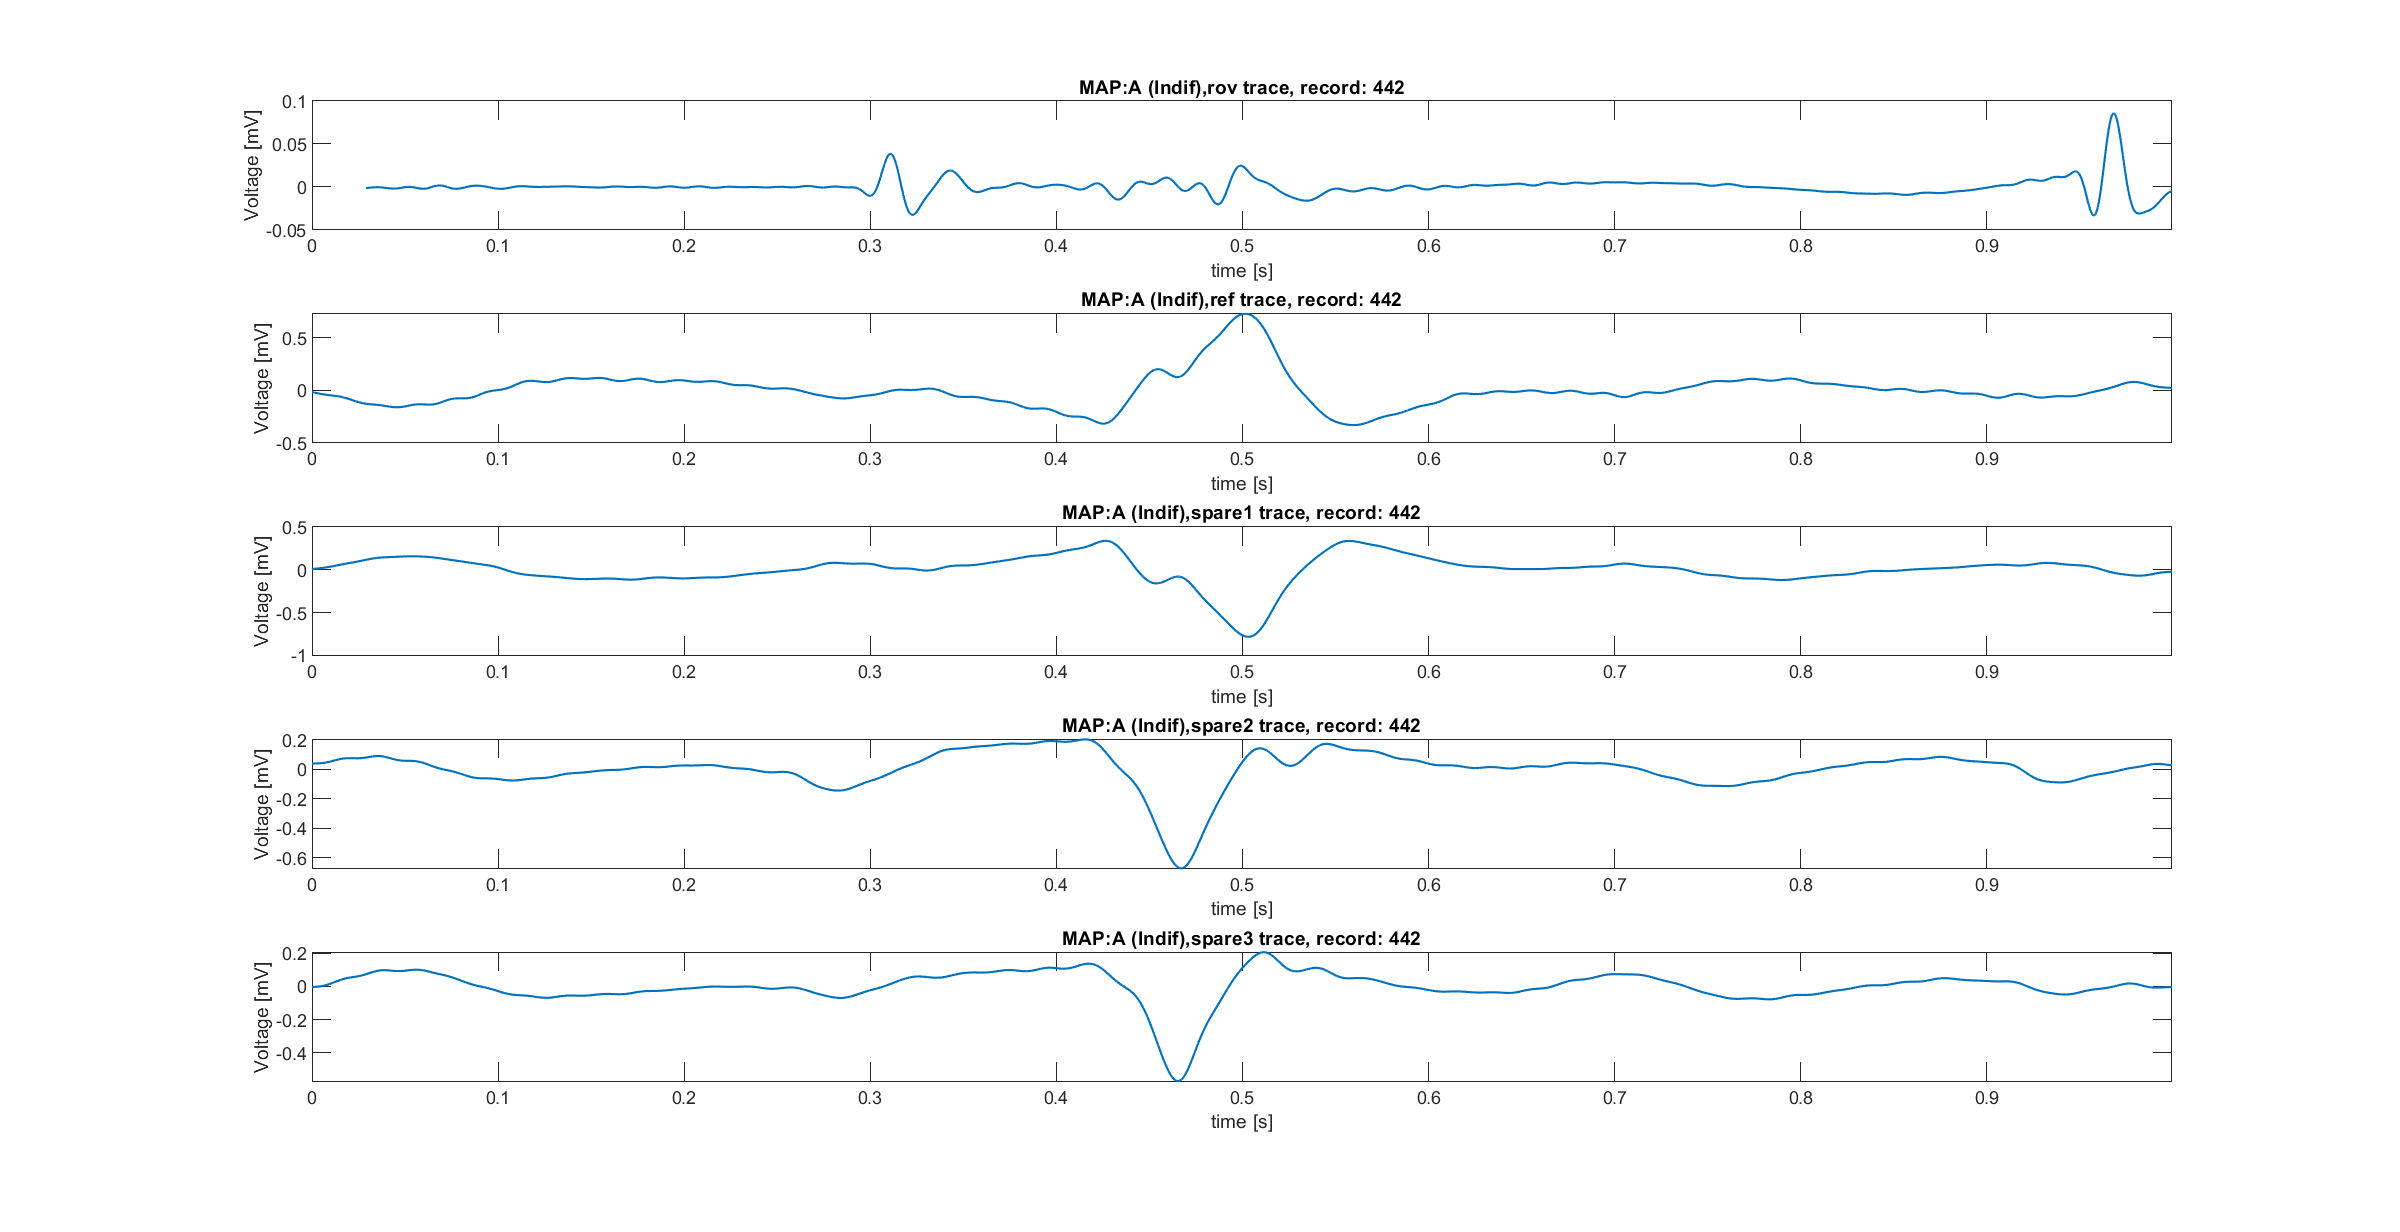 MAP:A (Indif),rov trace, record: 442
Voltage [mV]
0.1
0.05
0
-0.05
0 0.1 0.2 0.3 0.4 0.5 0.6 0.7 0.8 0.9
time [s]
MAP:A (Indif),ref trace, record: 442
Voltage [mV]
0.5
0
-0.5
0 0.1 0.2 0.3 0.4 0.5 0.6 0.7 0.8 0.9
time [s]
MAP:A (Indif),spare1 trace, record: 442
Voltage [mV]
0.5
0
-0.5
-1
0 0.1 0.2 0.3 0.4 0.5 0.6 0.7 0.8 0.9
time [s]
MAP:A (Indif),spare2 trace, record: 442
Voltage [mV]
0.2
0
-0.2
-0.4
-0.6
0 0.1 0.2 0.3 0.4 0.5 0.6 0.7 0.8 0.9
time [s]
MAP:A (Indif),spare3 trace, record: 442
Voltage [mV]
0.2
0
-0.2
-0.4
0 0.1 0.2 0.3 0.4 0.5 0.6 0.7 0.8 0.9
time [s]